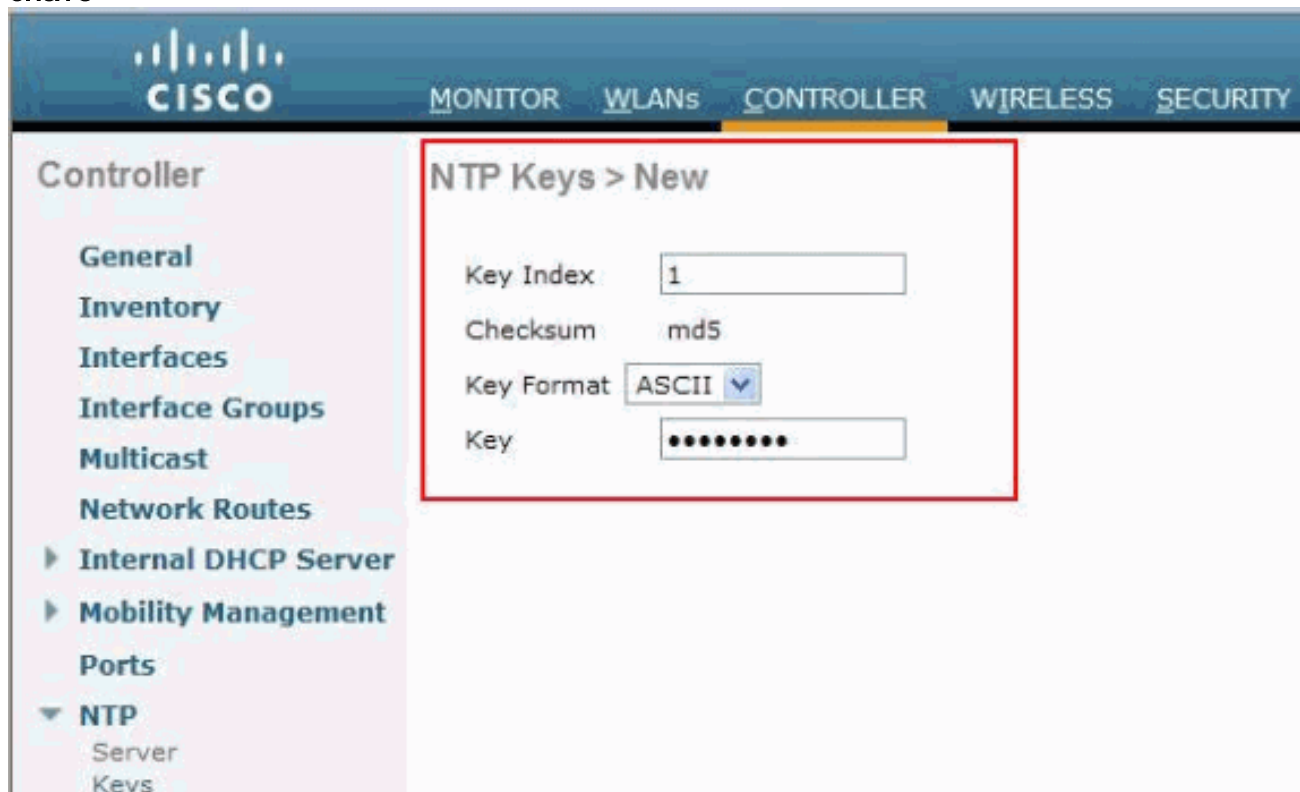 CISCO
MONITOR WLANs CONTROLLER WIRELESS SECURITY
Controller
General
Inventory
Interfaces
Interface Groups
Multicast
Network Routes
Internal DHCP Server
Mobility Management
Ports
NTP
Server
Keys
NTP Keys > New
Key Index 1
Checksum md5
Key Format ASCII
Key ••••••••